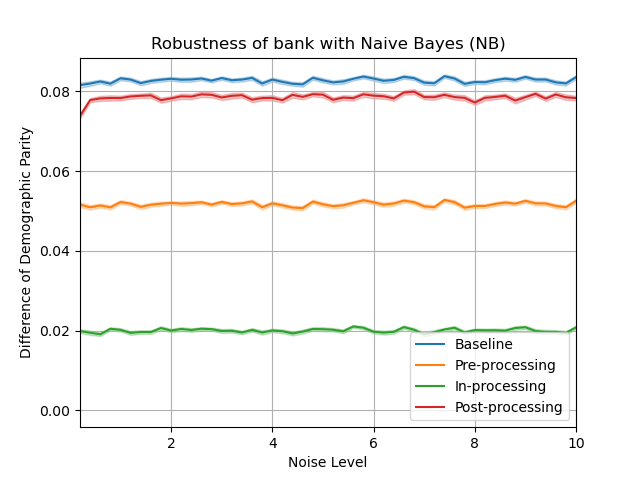 Robustness of bank with Naive Bayes (NB)
Difference of Demographic Parity
0.08
0.06
0.04
0.02
0.00
Baseline
Pre-processing
In-processing
Post-processing
2 4 6 8 10
Noise Level